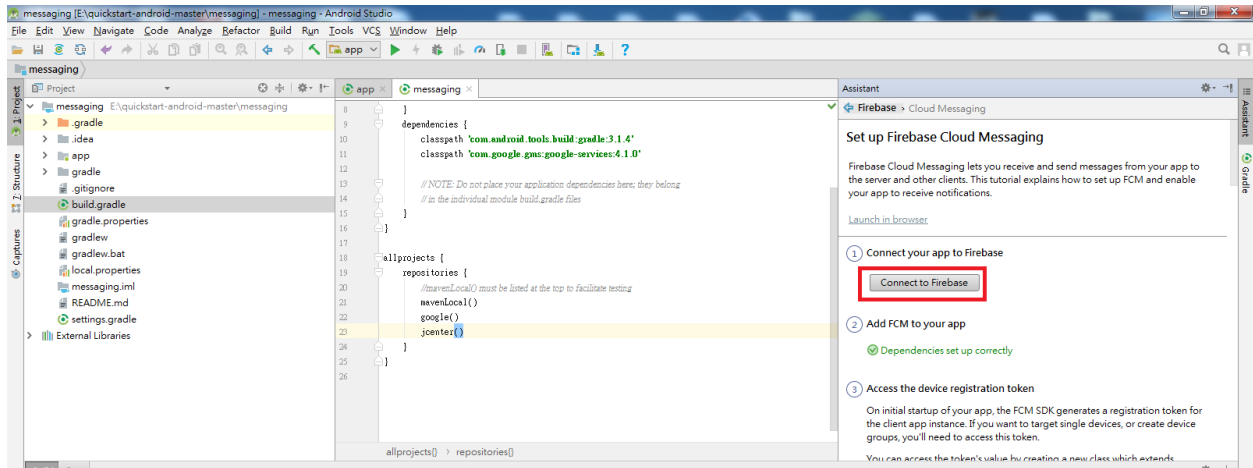 messaging [E:\quickstart-android-master\messaging] - messaging - Android Studio
File Edit View Navigate Code Analyze Refactor Build Run Tools VCS Window Help
app
messaging
Project
app
messaging
Assistant
1: Project
7: Structure
Captures
messaging E:\quickstart-android-master\messaging
.gradle
.idea
app
gradle
.gitignore
build.gradle
gradle.properties
gradlew
gradlew.bat
local.properties
messaging.iml
README.md
settings.gradle
External Libraries
8 }
9 dependencies {
10 classpath 'com.android.tools.build:gradle:3.1.4'
11 classpath 'com.google.gms:google-services:4.1.0'
12
13 // NOTE: Do not place your application dependencies here; they belong
14 // in the individual module build.gradle files
15 }
16 }
17
18 allprojects {
19 repositories {
20 //mavenLocal() must be listed at the top to facilitate testing
21 mavenLocal()
22 google()
23 jcenter()
24 }
25 }
26
allprojects{} › repositories{}
Firebase › Cloud Messaging
Set up Firebase Cloud Messaging
Firebase Cloud Messaging lets you receive and send messages from your app to
the server and other clients. This tutorial explains how to set up FCM and enable
your app to receive notifications.
Launch in browser
1 Connect your app to Firebase
Connect to Firebase
2 Add FCM to your app
Dependencies set up correctly
3 Access the device registration token
On initial startup of your app, the FCM SDK generates a registration token for
the client app instance. If you want to target single devices, or create device
groups, you'll need to access this token.
You can access the token's value by creating a new class which extends
Assistant
Gradle